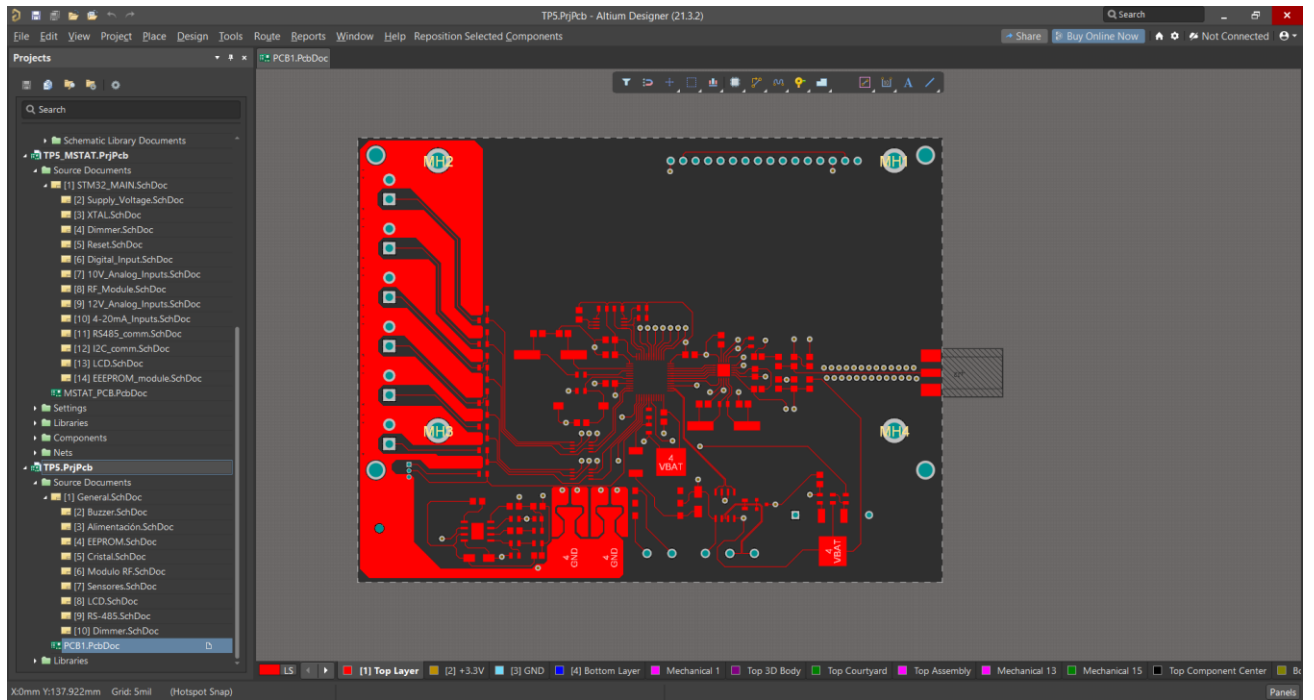 TP5.PrjPcb - Altium Designer (21.3.2)
Search
File Edit View Project Place Design Tools Route Reports Window Help Reposition Selected Components
Share
Buy Online Now
Not Connected
Projects
PCB1.PcbDoc
Search
Schematic Library Documents
TP5_MSTAT.PrjPcb
Source Documents
[1] STM32_MAIN.SchDoc
[2] Supply_Voltage.SchDoc
[3] XTAL.SchDoc
[4] Dimmer.SchDoc
[5] Reset.SchDoc
[6] Digital_Input.SchDoc
[7] 10V_Analog_Inputs.SchDoc
[8] RF_Module.SchDoc
[9] 12V_Analog_Inputs.SchDoc
[10] 4-20mA_Inputs.SchDoc
[11] RS485_comm.SchDoc
[12] I2C_comm.SchDoc
[13] LCD.SchDoc
[14] EEEPROM_module.SchDoc
MSTAT_PCB.PcbDoc
Settings
Libraries
Components
Nets
TP5.PrjPcb
Source Documents
[1] General.SchDoc
[2] Buzzer.SchDoc
[3] Alimentación.SchDoc
[4] EEPROM.SchDoc
[5] Cristal.SchDoc
[6] Modulo RF.SchDoc
[7] Sensores.SchDoc
[8] LCD.SchDoc
[9] RS-485.SchDoc
[10] Dimmer.SchDoc
PCB1.PcbDoc
Libraries
MH2
MH1
MH3
MH4
4
VBAT
4
GND
4
GND
4
VBAT
LS
[1] Top Layer
[2] +3.3V
[3] GND
[4] Bottom Layer
Mechanical 1
Top 3D Body
Top Courtyard
Top Assembly
Mechanical 13
Mechanical 15
Top Component Center
X:0mm Y:137.922mm Grid: 5mil (Hotspot Snap)
Panels